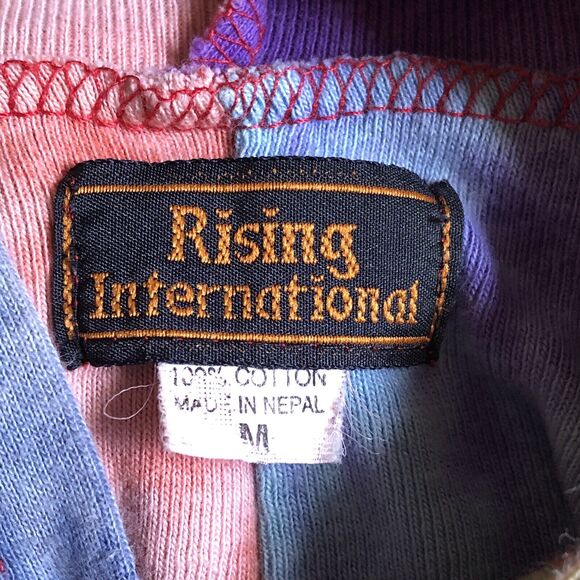 Rising
International
100% COTTON
MADE IN NEPAL
M